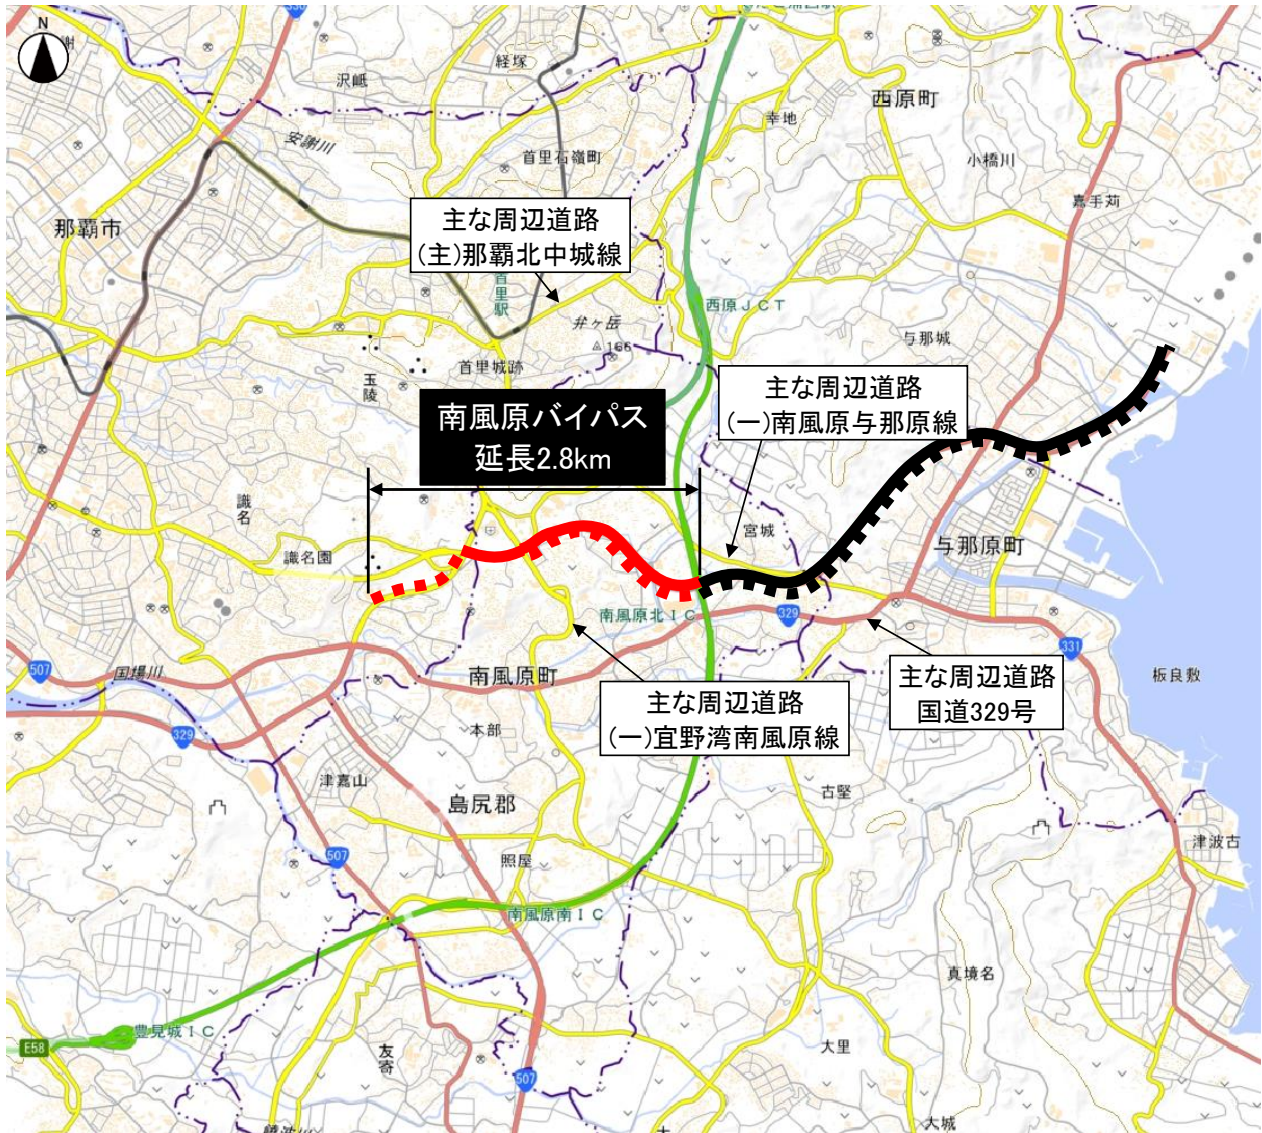 N
330
謝
沢岻
経塚
西原町
幸地
安謝川
首里石嶺町
小橋川
嘉手苅
那覇市
主な周辺道路
(主)那覇北中城線
首里駅
西原JCT
弁ヶ岳
166
与那城
首里城跡
玉陵
主な周辺道路
(一)南風原与那原線
南風原バイパス
延長2.8km
識名
宮城
与那原町
識名園
南風原北IC
329
331
507
国場川
南風原町
主な周辺道路
国道329号
板良敷
主な周辺道路
(一)宜野湾南風原線
329
本部
津嘉山
島尻郡
古堅
507
照屋
津波古
南風原南IC
真境名
豊見城IC
E58
友寄
大里
507
大城